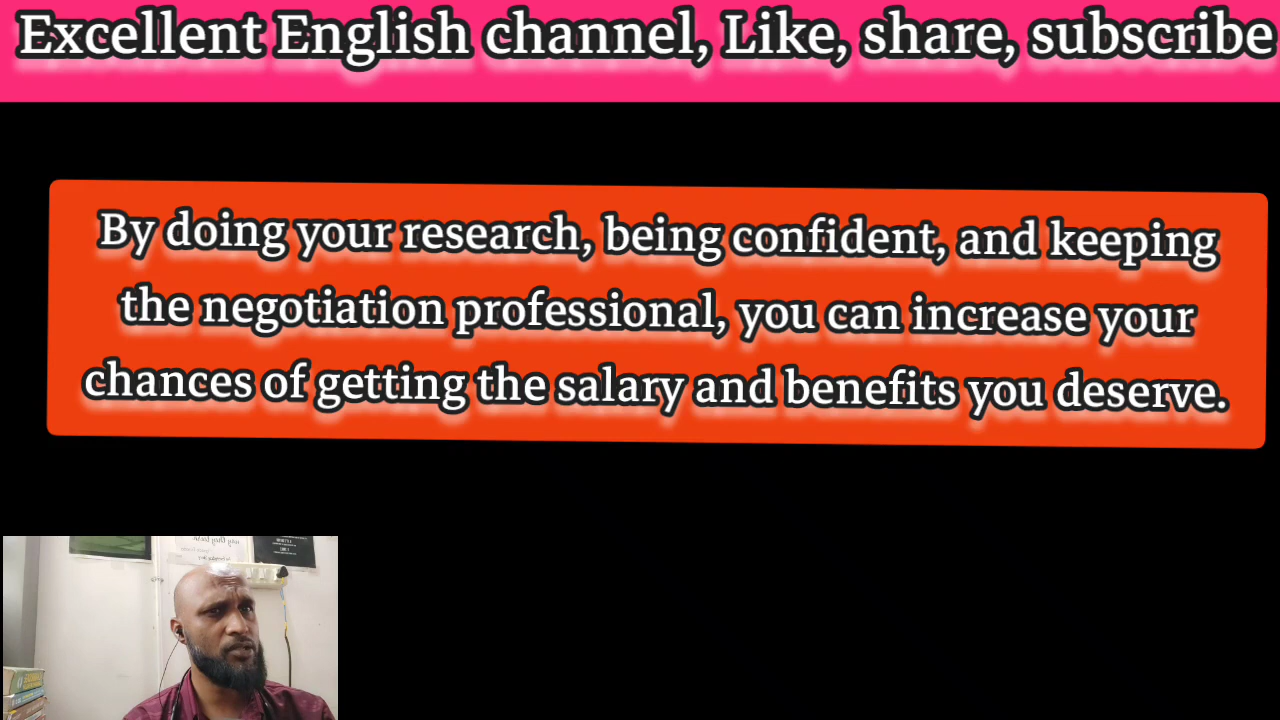 Excellent English channel, Like, share, subscribe
By doing your research, being confident, and keeping
the negotiation professional, you can increase your
chances of getting the salary and benefits you deserve.